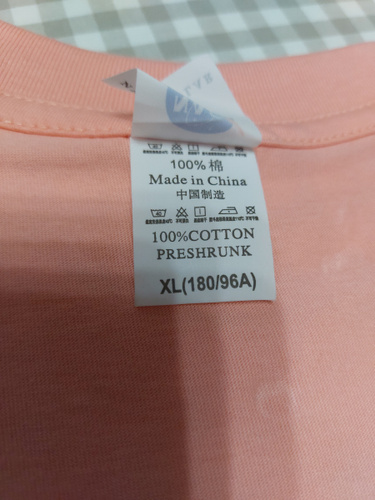 100%棉
Made in China
中国制造
100%COTTON
PRESHRUNK
XL(180/96A)